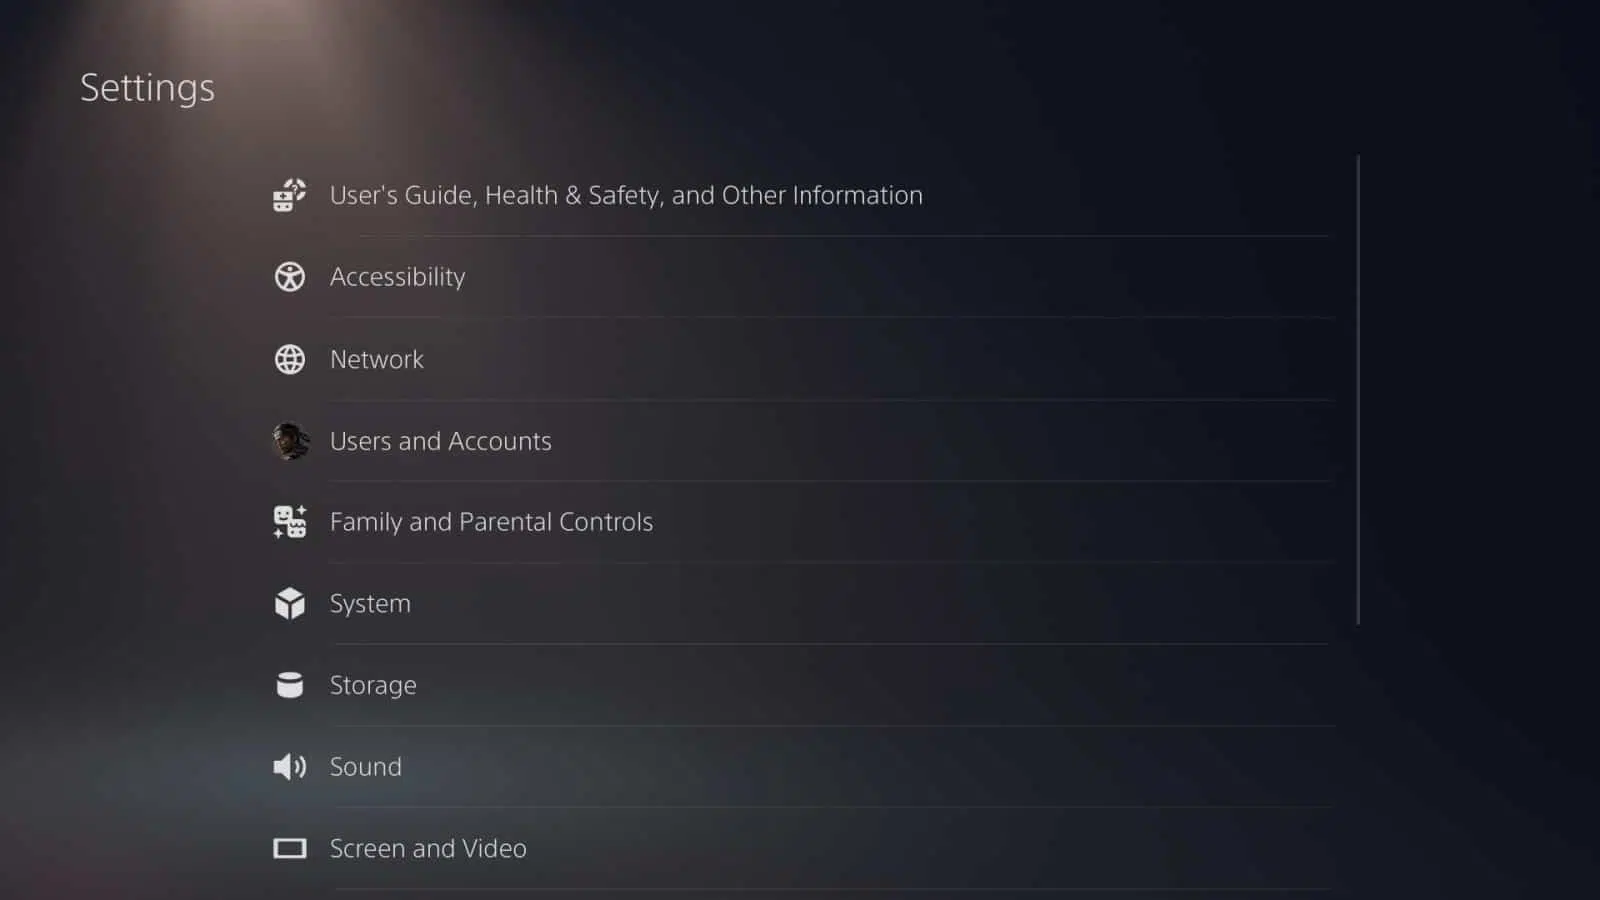 Settings
User's Guide, Health & Safety, and Other Information
Accessibility
Network
Users and Accounts
Family and Parental Controls
System
Storage
Sound
Screen and Video